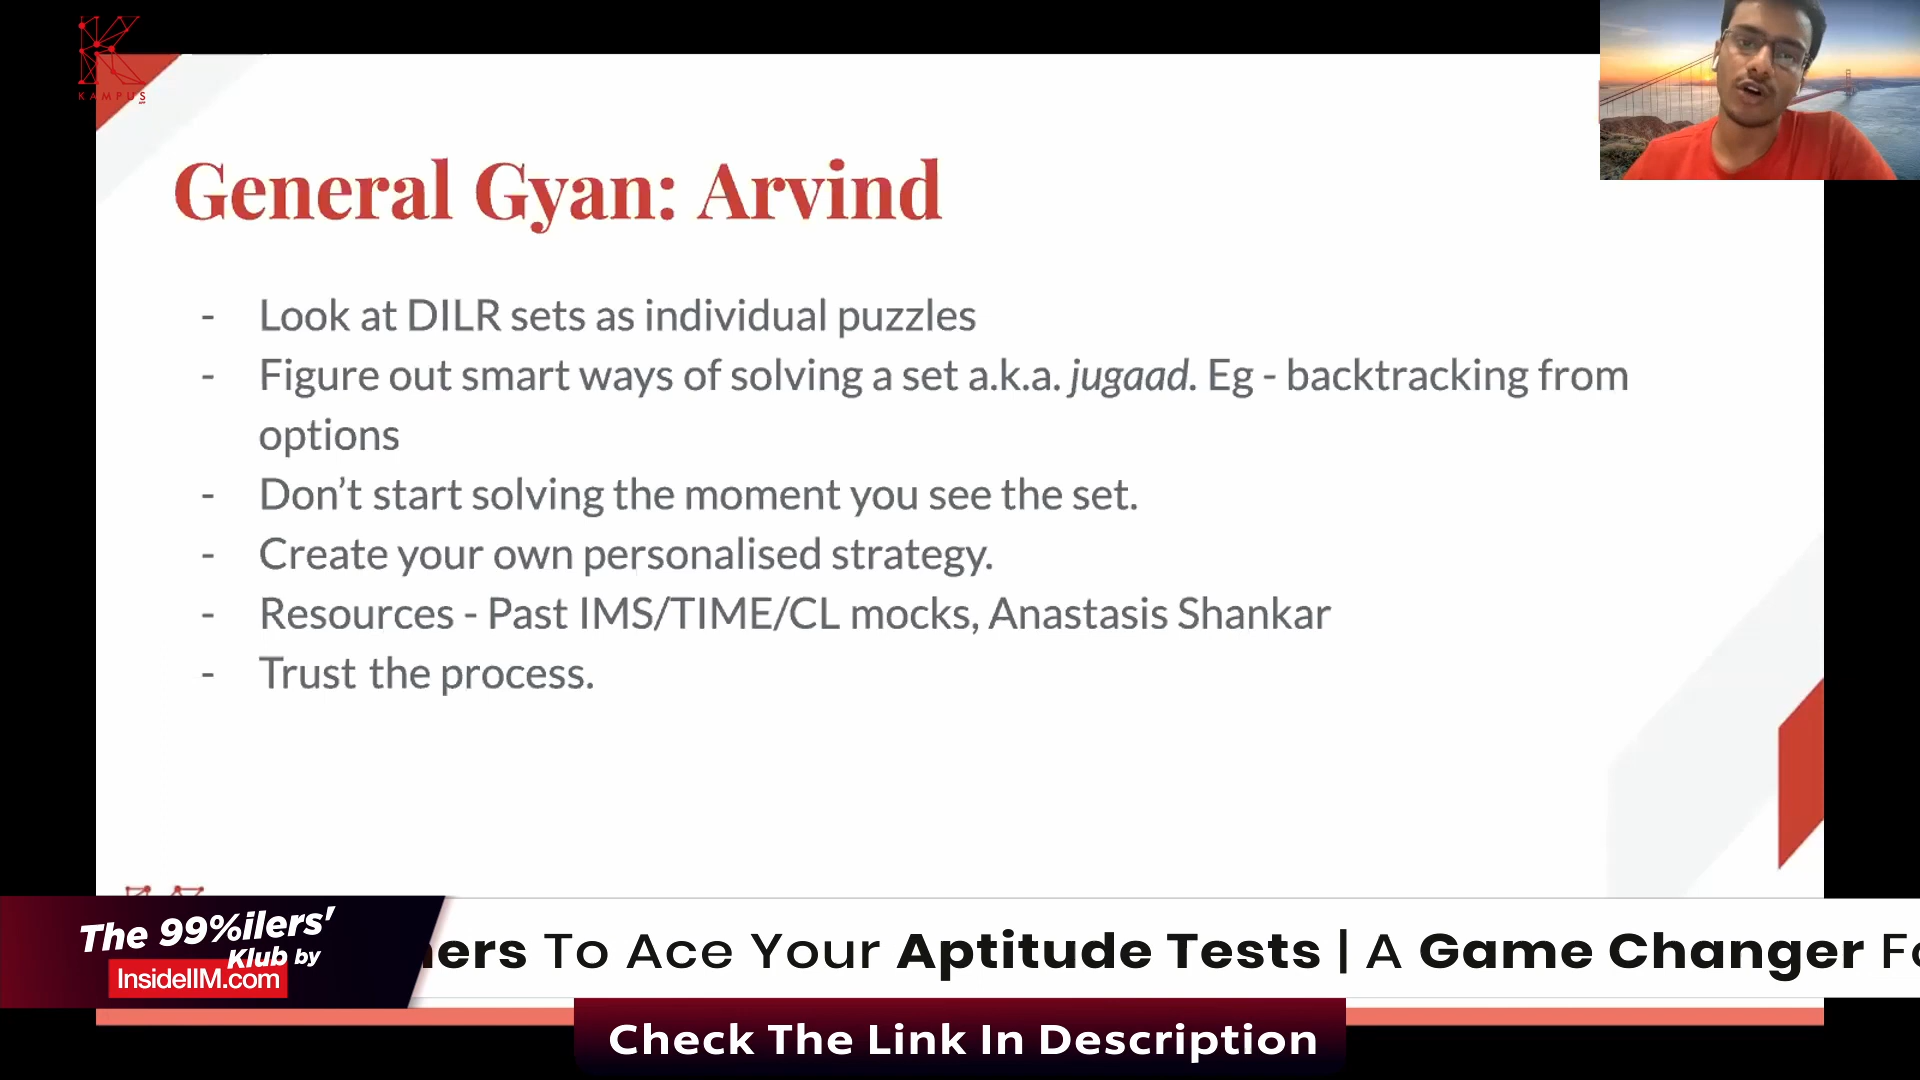 KAMPUS
General Gyan: Arvind
- Look at DILR sets as individual puzzles
- Figure out smart ways of solving a set a.k.a. jugaad. Eg - backtracking from
options
- Don’t start solving the moment you see the set.
- Create your own personalised strategy.
- Resources - Past IMS/TIME/CL mocks, Anastasis Shankar
- Trust the process.
The 99%ilers'
Klub by
InsideIIM.com
ers To Ace Your Aptitude Tests | A Game Changer
Check The Link In Description